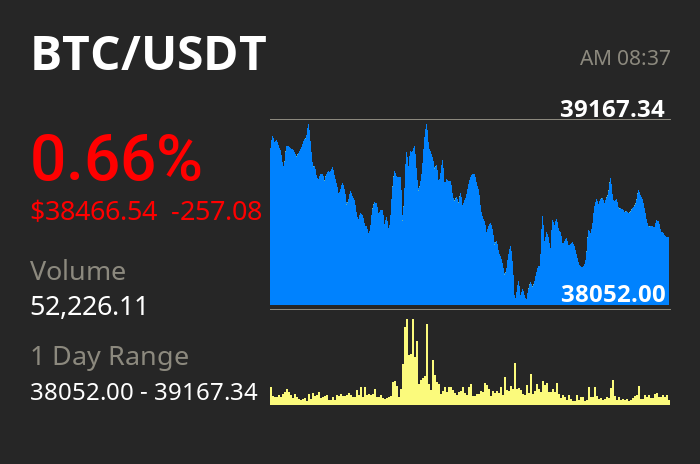 BTC/USDT
AM 08:37
39167.34
0.66%
$38466.54 -257.08
Volume
52,226.11
38052.00
1 Day Range
38052.00 - 39167.34